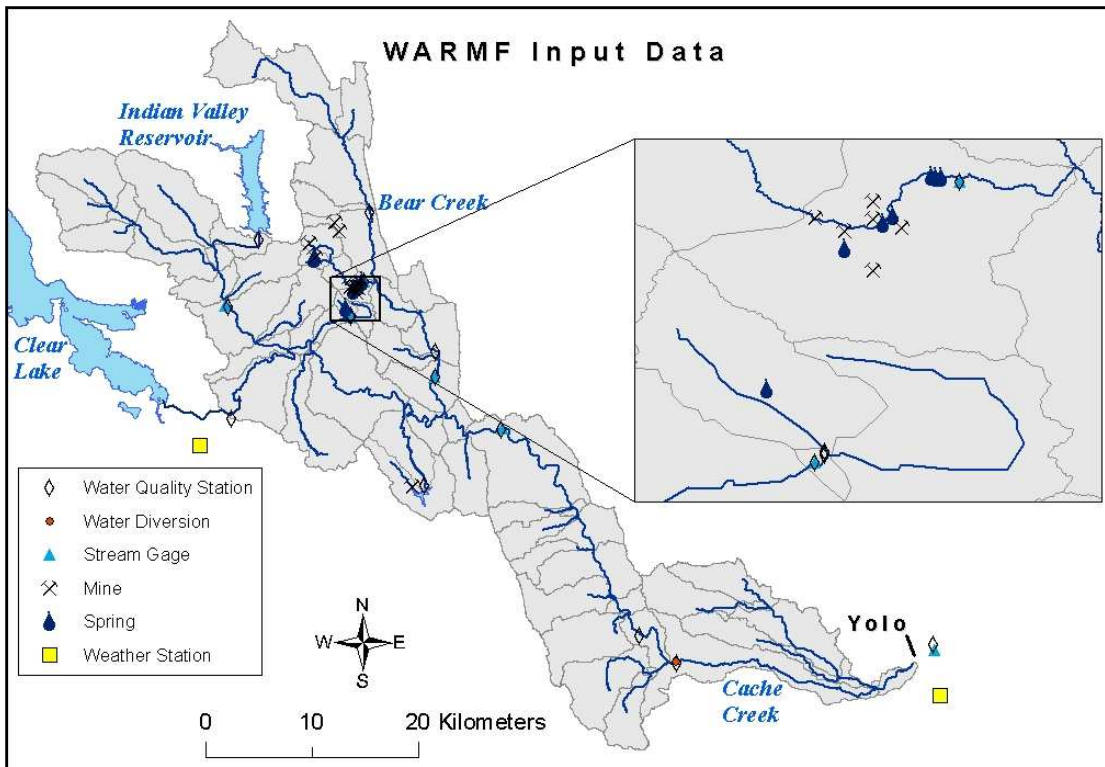 WARMF Input Data
Indian Valley
Reservoir
Bear Creek
Clear
Lake
Water Quality Station
Water Diversion
Stream Gage
Mine
Spring
Weather Station
N
W E
S
0 10 20 Kilometers
Yolo
Cache
Creek